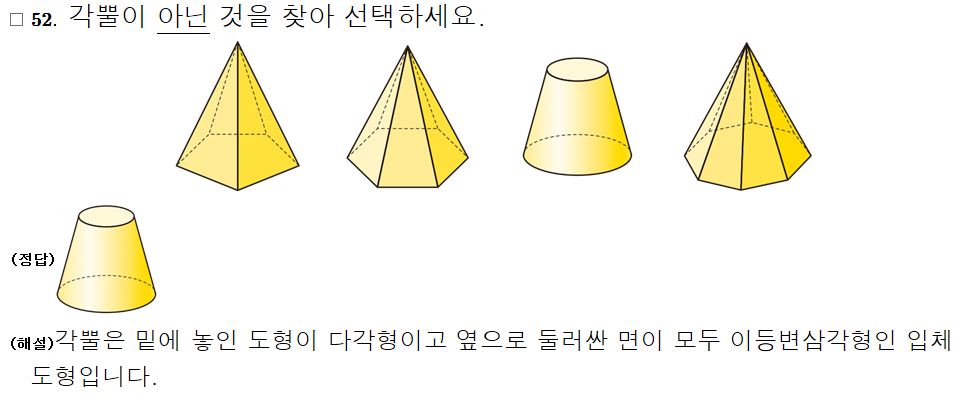 □ 52. 각뿔이 아닌 것을 찾아 선택하세요.
(정답)
(해설)각뿔은 밑에 놓인 도형이 다각형이고 옆으로 둘러싼 면이 모두 이등변삼각형인 입체
도형입니다.